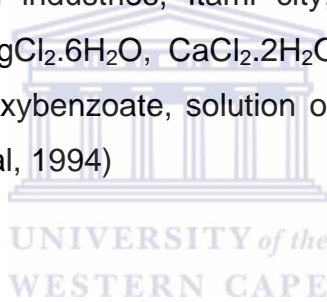 industries, Itami city,
gCl₂.6H₂O, CaCl₂.2H₂O
xybenzoate, solution o
al, 1994)
UNIVERSITY of the
WESTERN CAPE